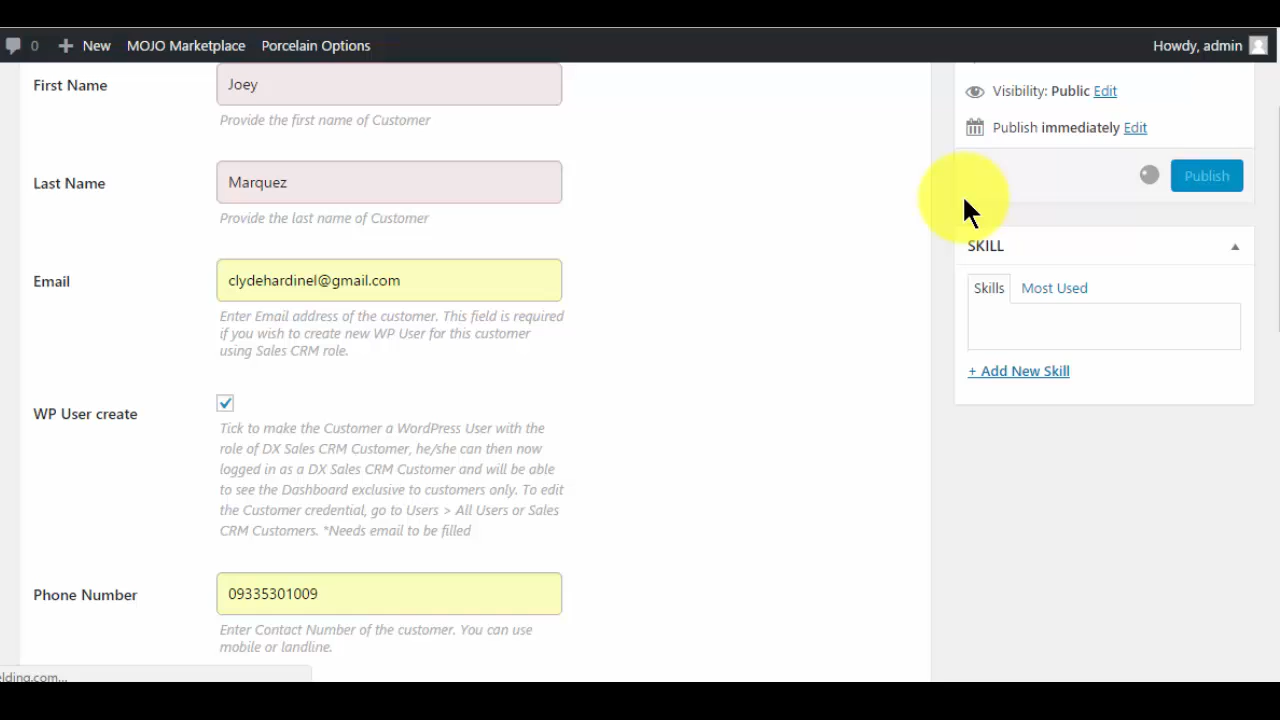 0 New MOJO Marketplace Porcelain Options Howdy, admin
First Name
Joey
Provide the first name of Customer
Last Name
Marquez
Provide the last name of Customer
Email
clydehardinel@gmail.com
Enter Email address of the customer. This field is required
if you wish to create new WP User for this customer
using Sales CRM role.
WP User create
Tick to make the Customer a WordPress User with the
role of DX Sales CRM Customer, he/she can then now
logged in as a DX Sales CRM Customer and will be able
to see the Dashboard exclusive to customers only. To edit
the Customer credential, go to Users > All Users or Sales
CRM Customers. *Needs email to be filled
Phone Number
09335301009
Enter Contact Number of the customer. You can use
mobile or landline.
Visibility: Public Edit
Publish immediately Edit
Publish
SKILL
Skills Most Used
+ Add New Skill
elding.com...